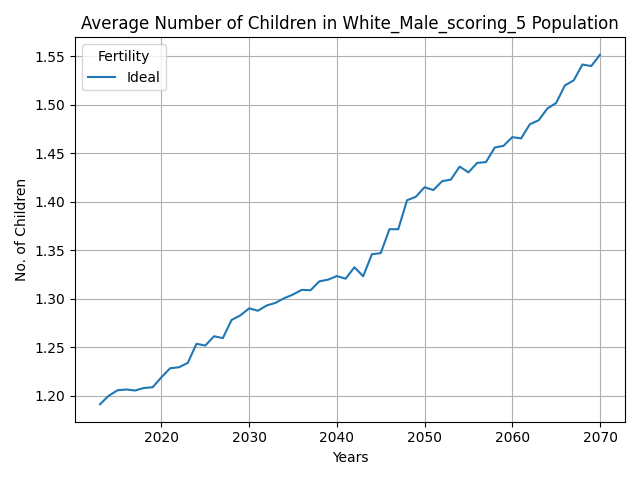 Average Number of Children in White_Male_scoring_5 Population
Fertility
Ideal
No. of Children
1.55
1.50
1.45
1.40
1.35
1.30
1.25
1.20
2020 2030 2040 2050 2060 2070
Years